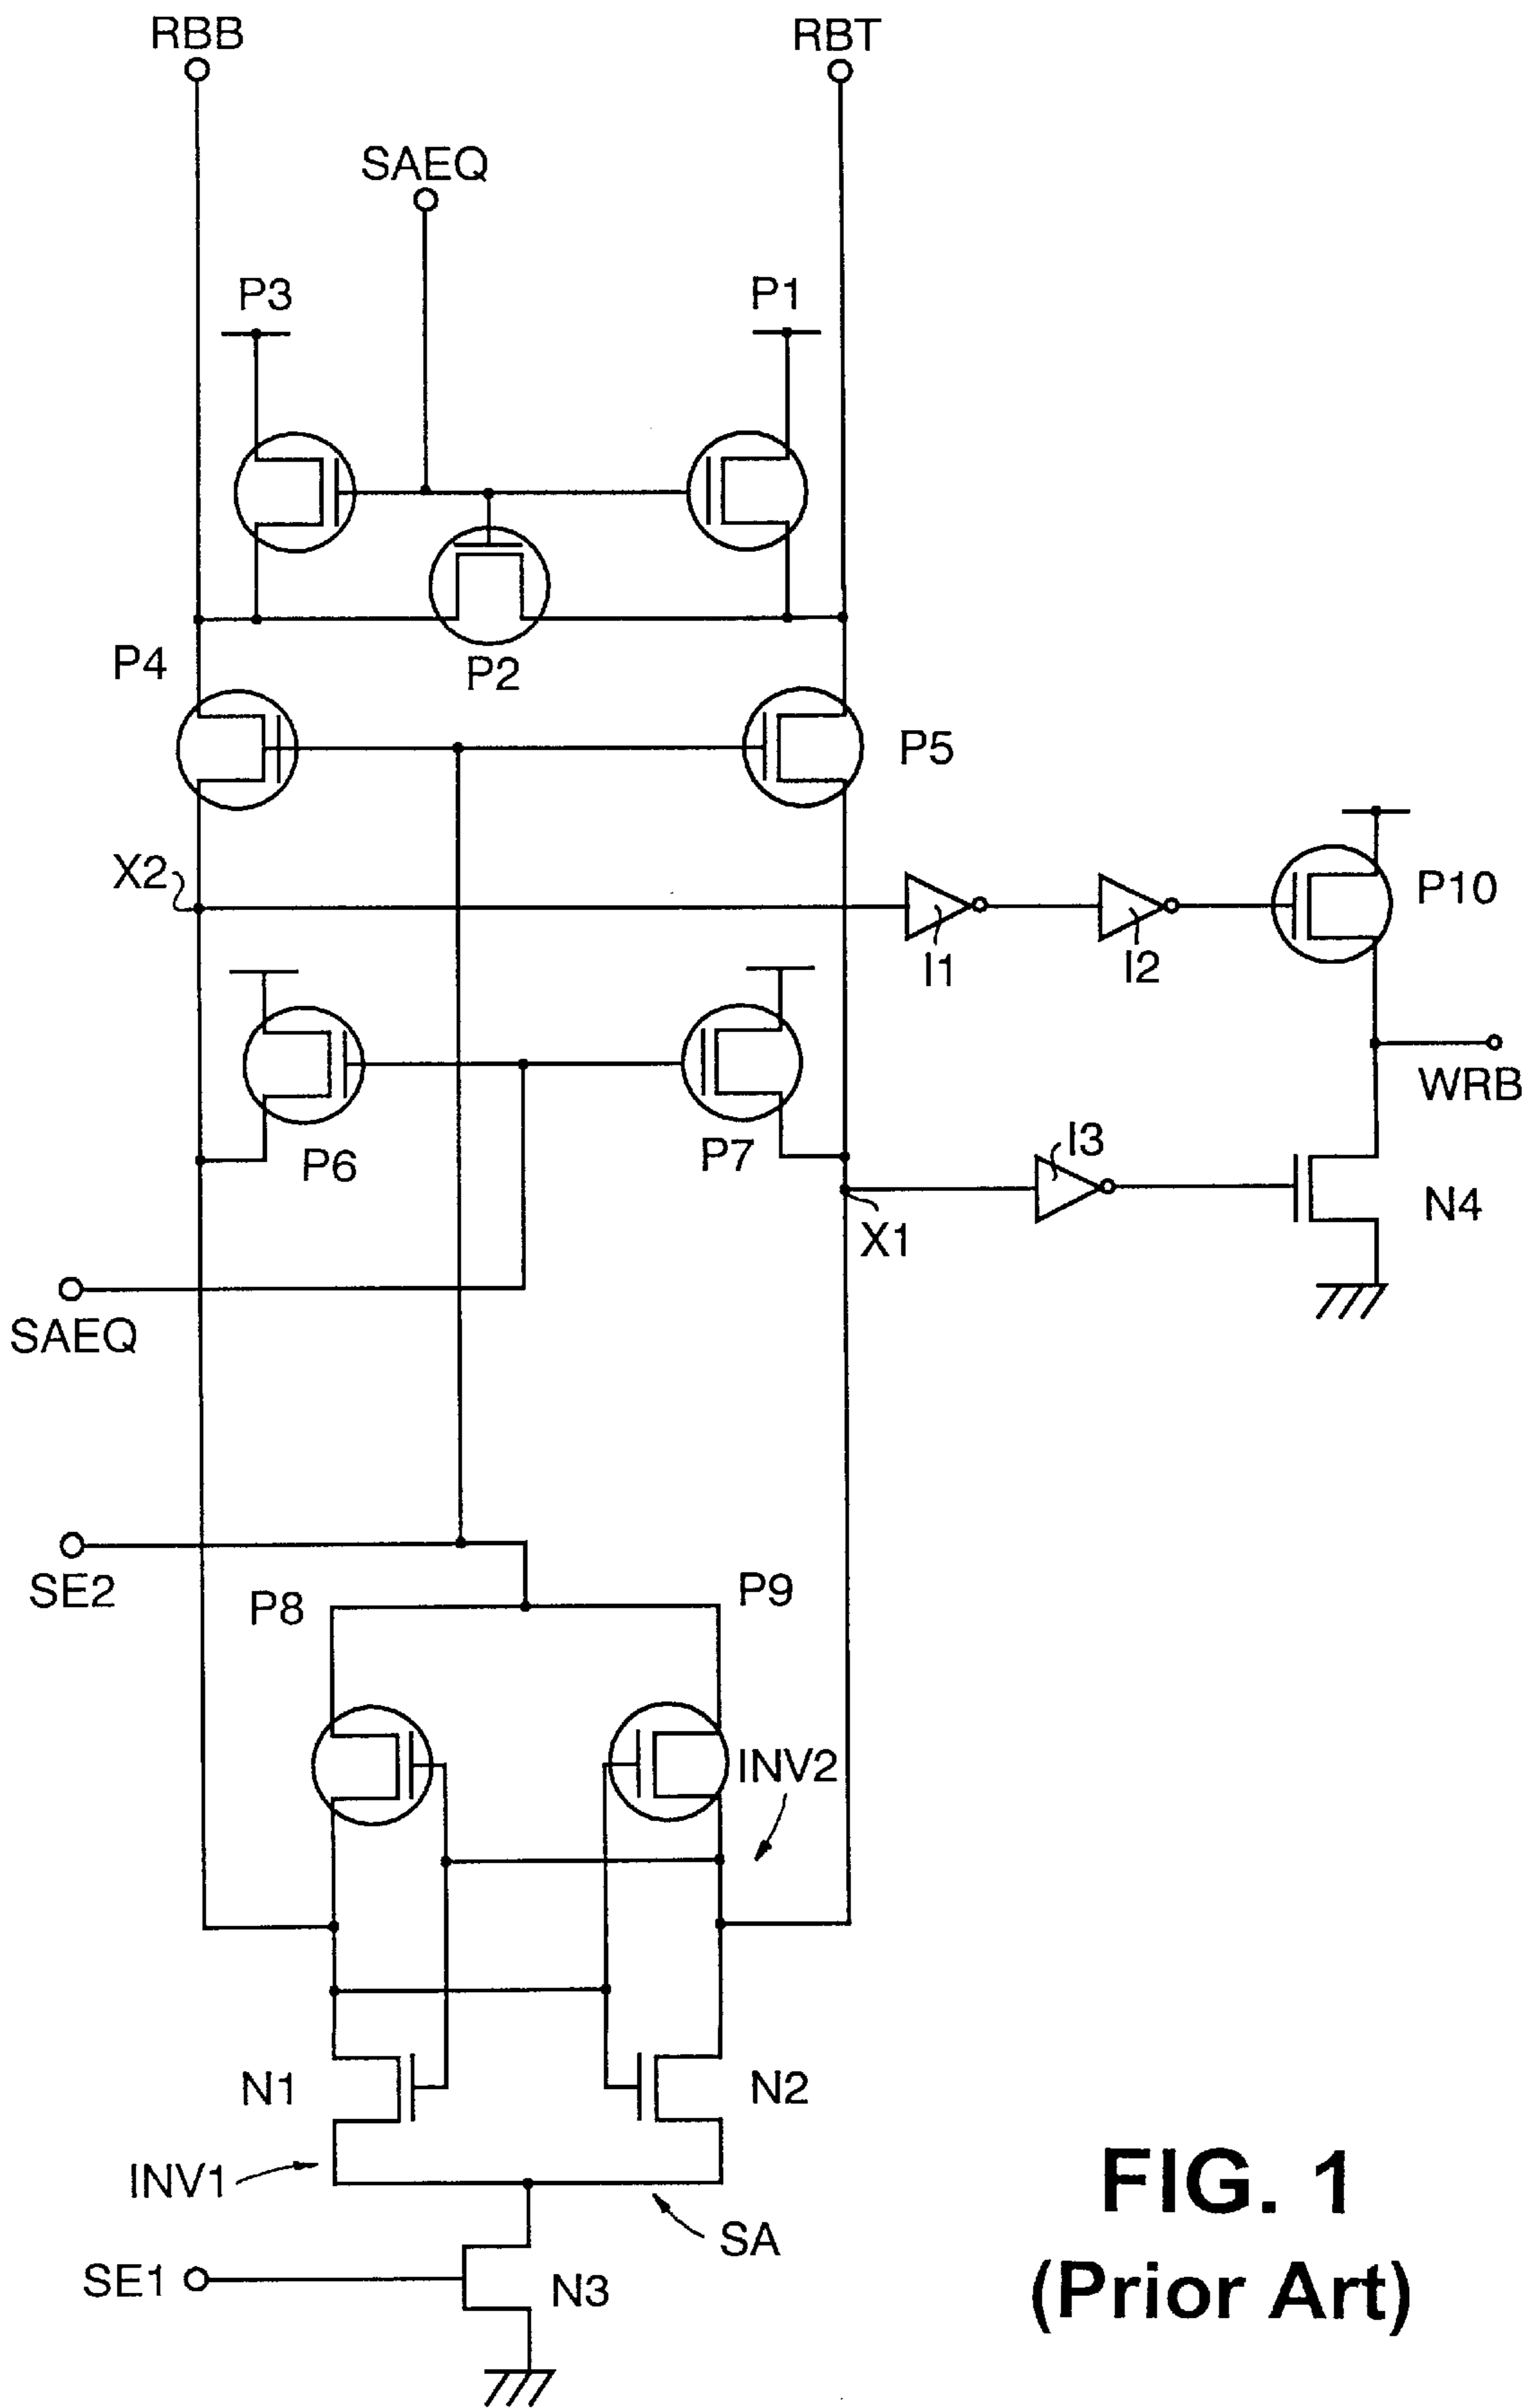 RBB
RBT
SAEQ
P3
P1
P4
P2
P5
X2
P10
I1
I2
WRB
P6
P7
I3
X1
N4
SAEQ
SE2
P8
P9
INV2
N1
N2
INV1
SA
SE1
N3
FIG. 1
(Prior Art)